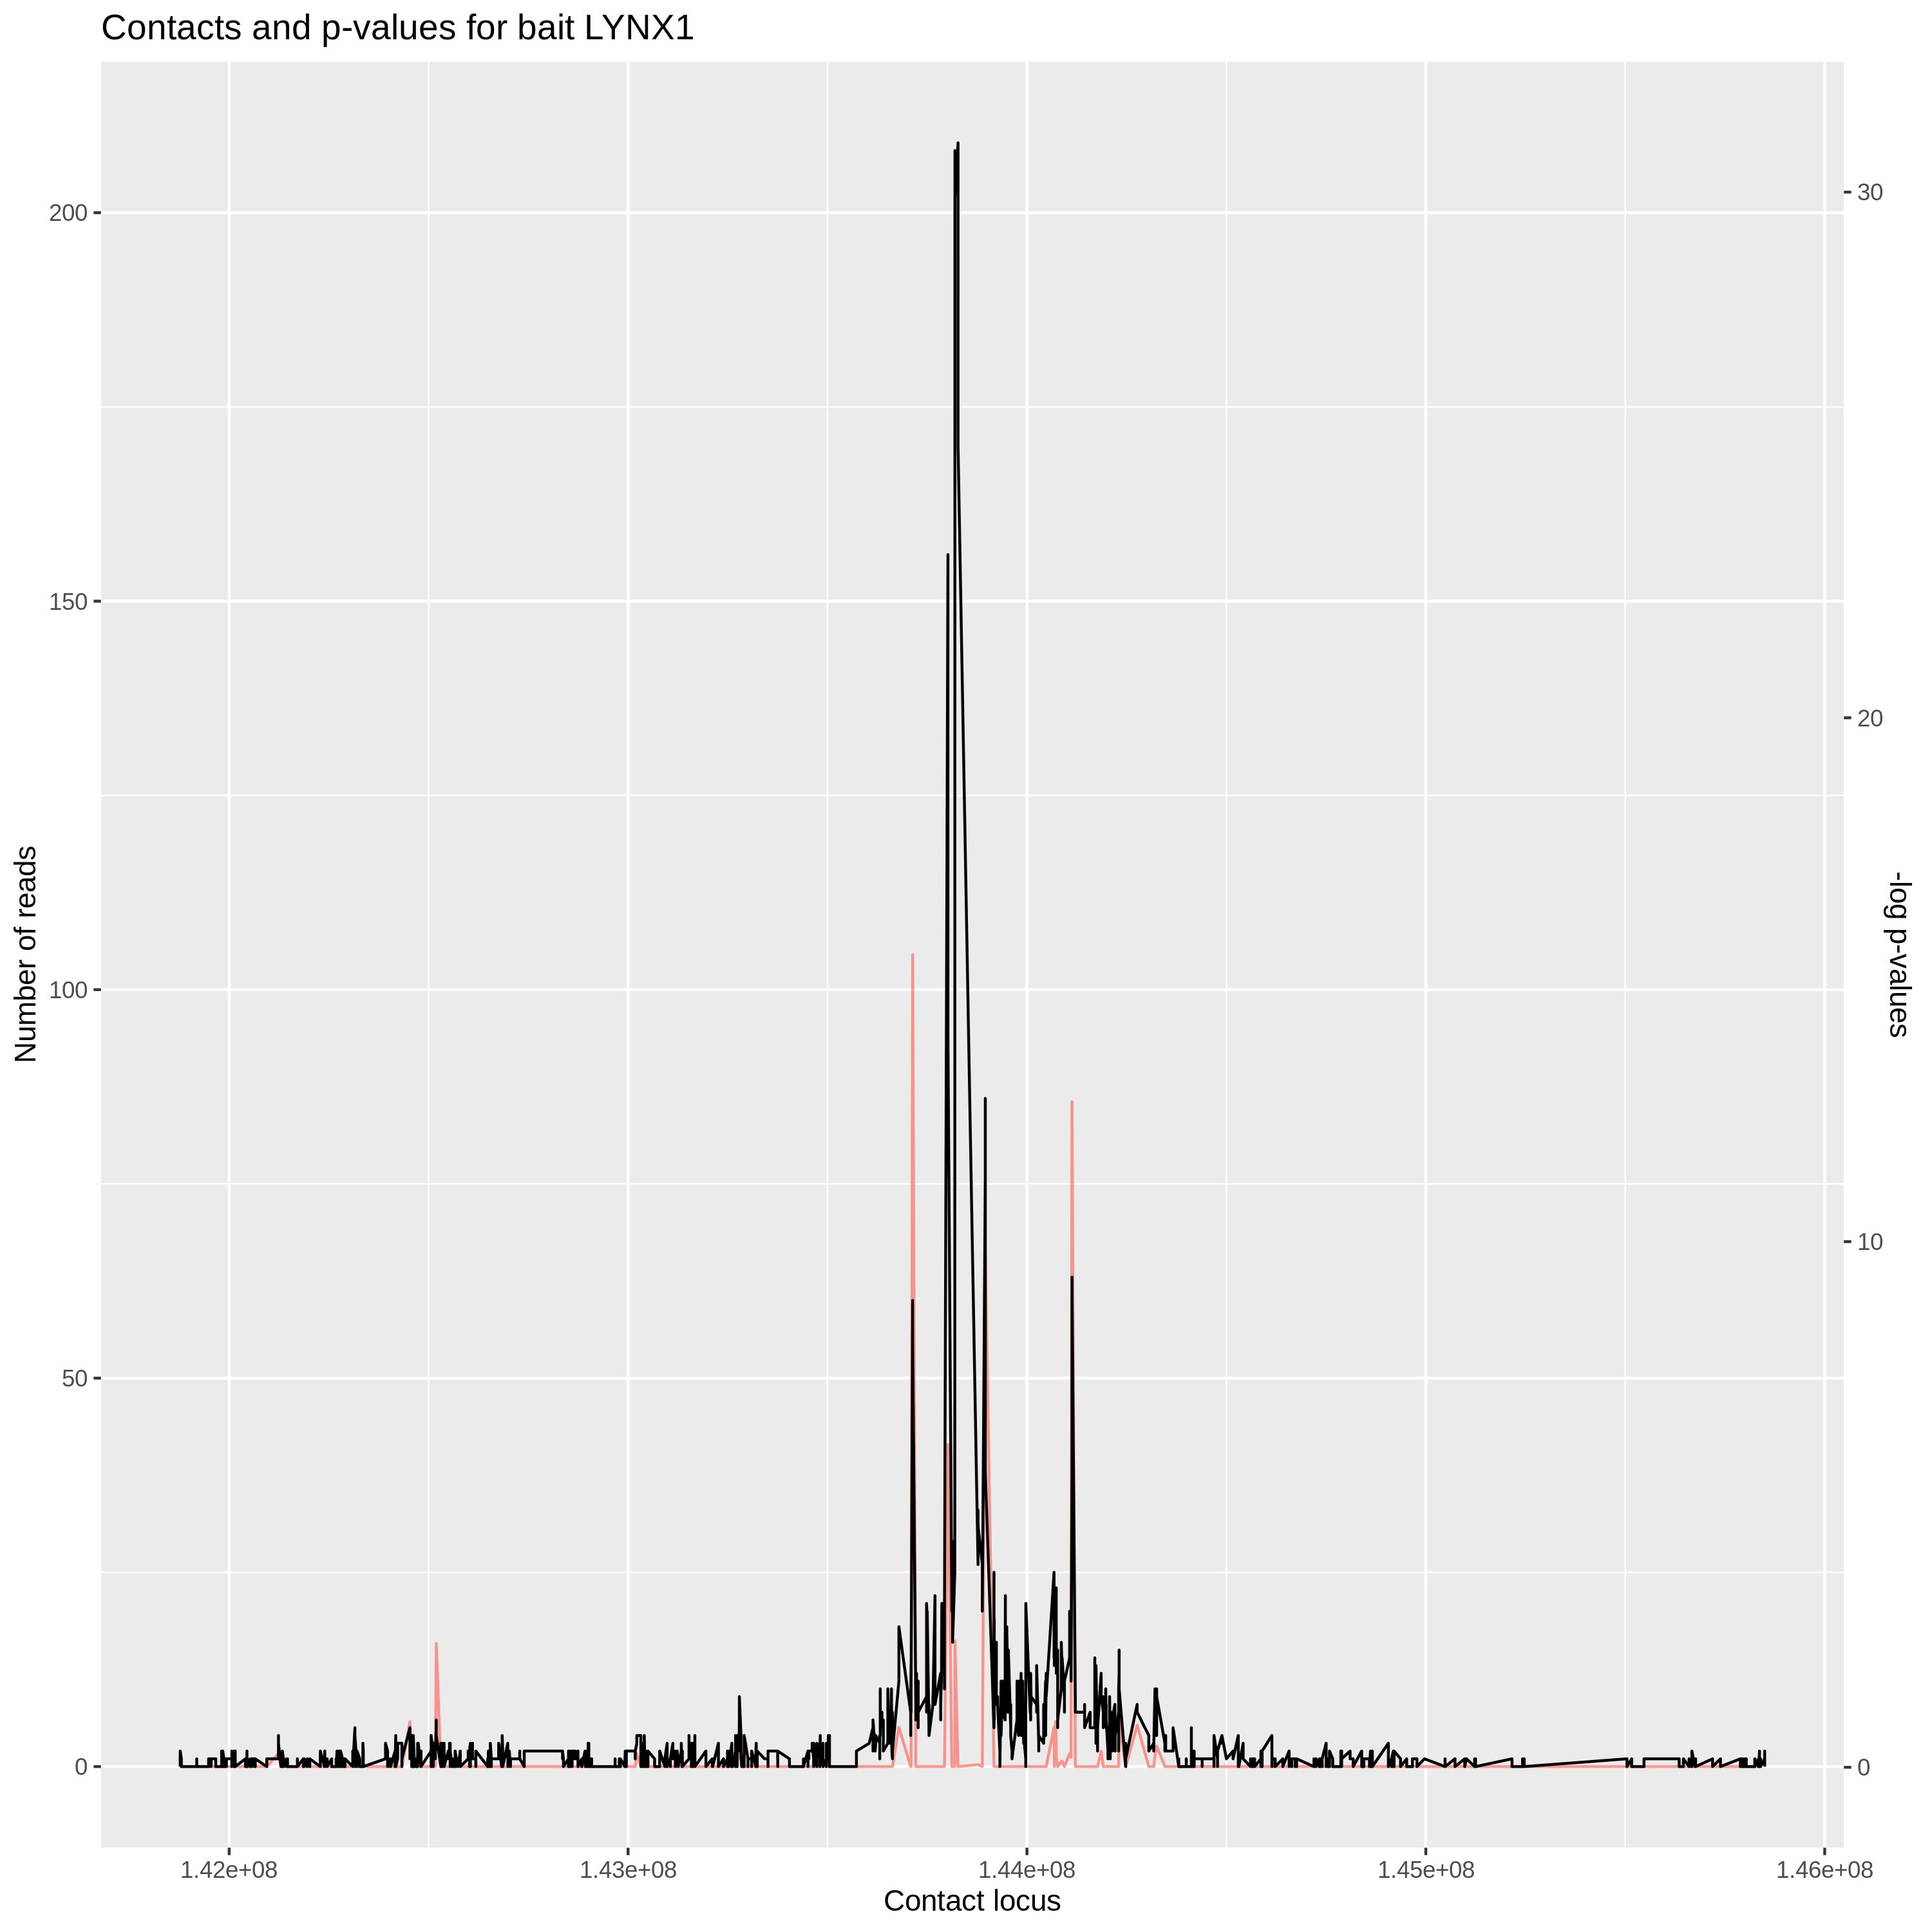 Contacts and p-values for bait LYNX1
200
150
100
50
0
Number of reads
30
20
10
0
-log p-values
1.42e+08
1.43e+08
1.44e+08
1.45e+08
1.46e+08
Contact locus